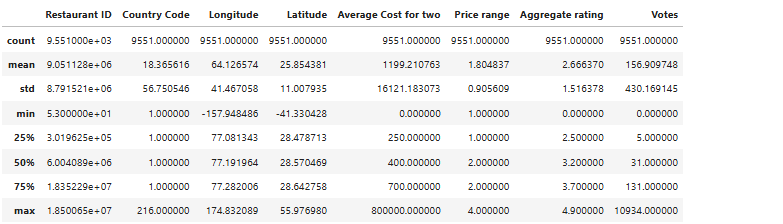 Restaurant ID Country Code Longitude Latitude Average Cost for two Price range Aggregate rating Votes
count 9.551000e+03 9551.000000 9551.000000 9551.000000 9551.000000 9551.000000 9551.000000 9551.000000
mean 9.051128e+06 18.365616 64.126574 25.854381 1199.210763 1.804837 2.666370 156.909748
std 8.791521e+06 56.750546 41.467058 11.007935 16121.183073 0.905609 1.516378 430.169145
min 5.300000e+01 1.000000 -157.948486 -41.330428 0.000000 1.000000 0.000000 0.000000
25% 3.019625e+05 1.000000 77.081343 28.478713 250.000000 1.000000 2.500000 5.000000
50% 6.004089e+06 1.000000 77.191964 28.570469 400.000000 2.000000 3.200000 31.000000
75% 1.835229e+07 1.000000 77.282006 28.642758 700.000000 2.000000 3.700000 131.000000
max 1.850065e+07 216.000000 174.832089 55.976980 800000.000000 4.000000 4.900000 10934.000000